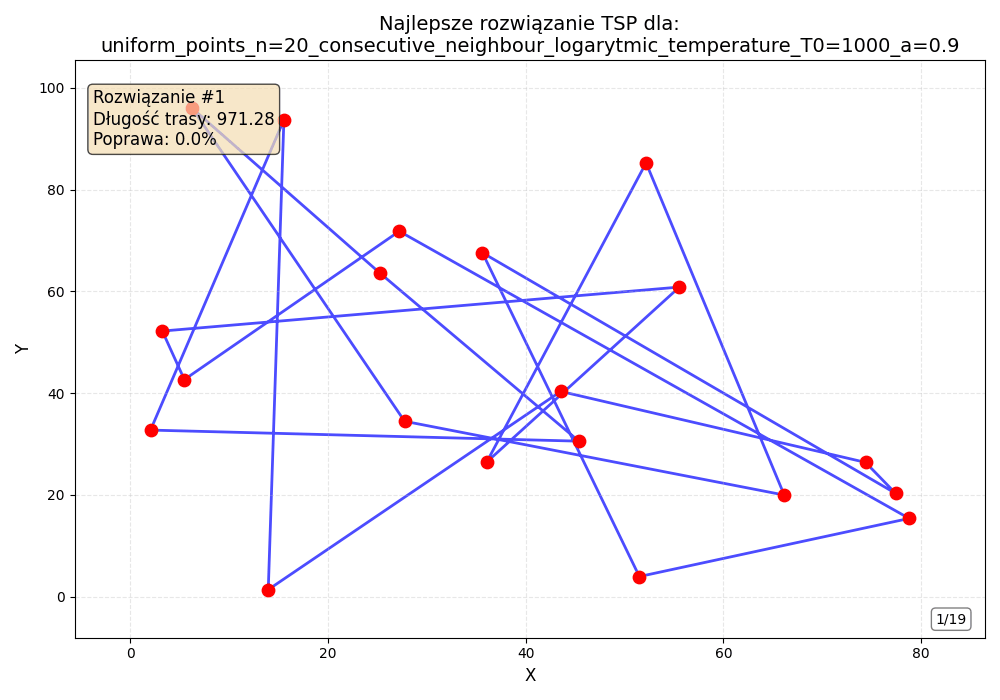 Najlepsze rozwiązanie TSP dla:
uniform_points_n=20_consecutive_neighbour_logarytmic_temperature_T0=1000_a=0.9
Rozwiązanie #1
Długość trasy: 971.28
Poprawa: 0.0%
100
80
60
40
20
0
Y
1/19
0 20 40 60 80
X